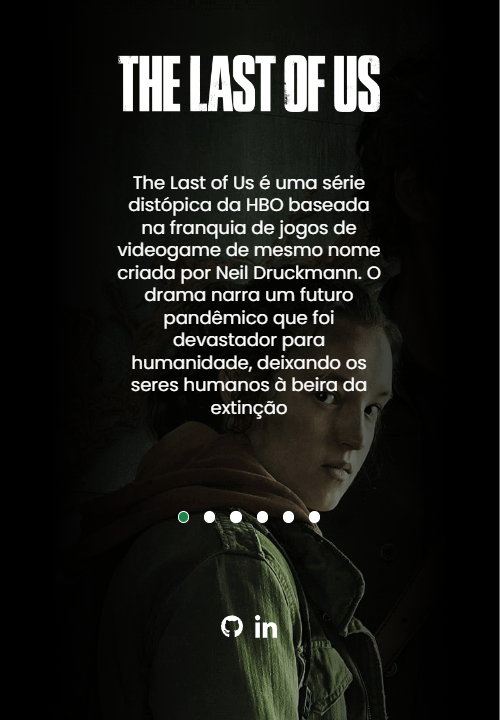 THE LAST OF US
The Last of Us é uma série
distópica da HBO baseada
na franquia de jogos de
videogame de mesmo nome
criada por Neil Druckmann. O
drama narra um futuro
pandêmico que foi
devastador para
humanidade, deixando os
seres humanos à beira da
extinção
in